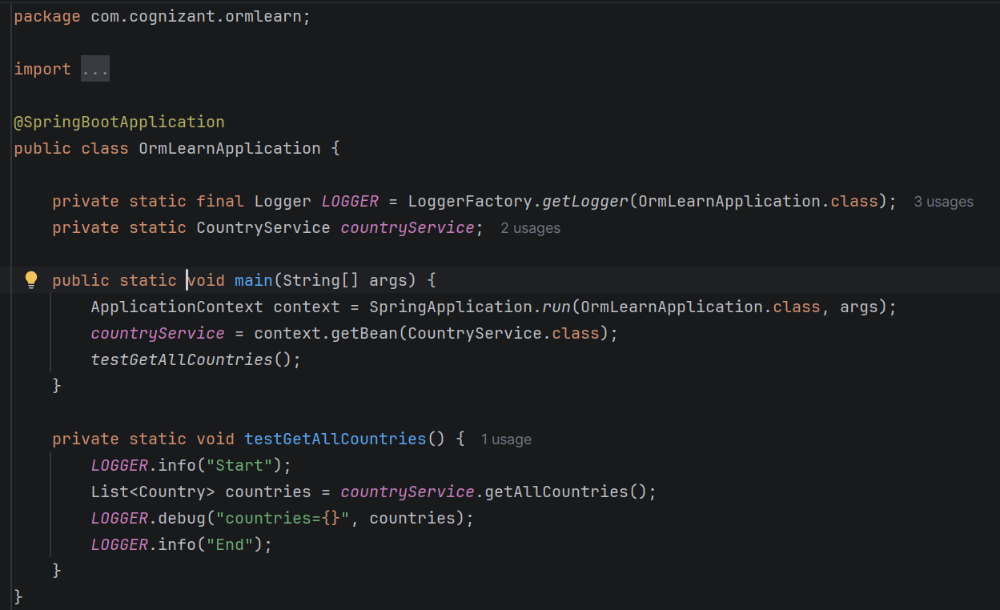 package com.cognizant.ormlearn;
import ...
@SpringBootApplication
public class OrmLearnApplication {
private static final Logger LOGGER = LoggerFactory.getLogger(OrmLearnApplication.class); 3 usages
private static CountryService countryService; 2 usages
public static void main(String[] args) {
ApplicationContext context = SpringApplication.run(OrmLearnApplication.class, args);
countryService = context.getBean(CountryService.class);
testGetAllCountries();
}
private static void testGetAllCountries() { 1 usage
LOGGER.info("Start");
List<Country> countries = countryService.getAllCountries();
LOGGER.debug("countries={}", countries);
LOGGER.info("End");
}
}